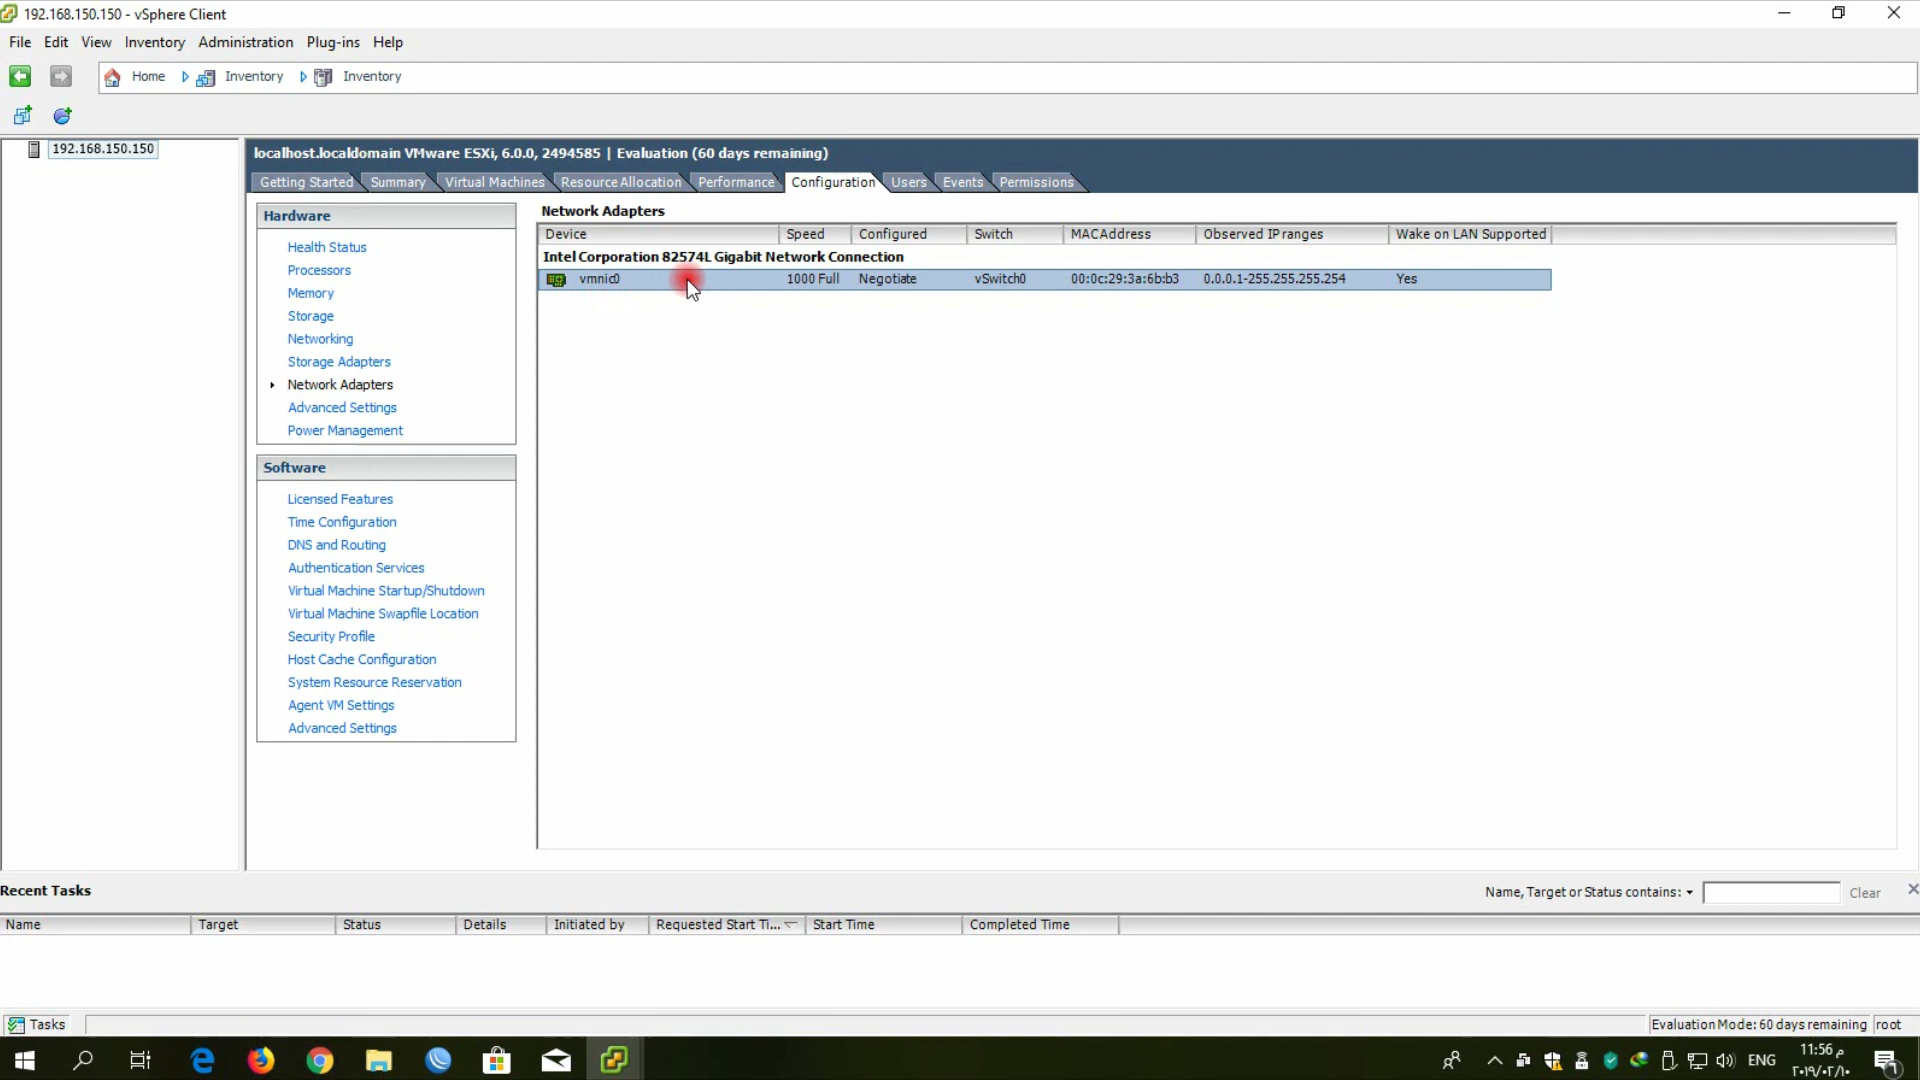 192.168.150.150 - vSphere Client
File Edit View Inventory Administration Plug-ins Help
Home Inventory Inventory
192.168.150.150
localhost.localdomain VMware ESXi, 6.0.0, 2494585 | Evaluation (60 days remaining)
Getting Started Summary Virtual Machines Resource Allocation Performance Configuration Users Events Permissions
Hardware
Health Status
Processors
Memory
Storage
Networking
Storage Adapters
Network Adapters
Advanced Settings
Power Management
Software
Licensed Features
Time Configuration
DNS and Routing
Authentication Services
Virtual Machine Startup/Shutdown
Virtual Machine Swapfile Location
Security Profile
Host Cache Configuration
System Resource Reservation
Agent VM Settings
Advanced Settings
Network Adapters
Device Speed Configured Switch MAC Address Observed IP ranges Wake on LAN Supported
Intel Corporation 82574L Gigabit Network Connection
vmnic0 1000 Full Negotiate vSwitch0 00:0c:29:3a:6b:b3 0.0.0.1-255.255.255.254 Yes
Recent Tasks
Name, Target or Status contains: Clear
Name Target Status Details Initiated by Requested Start Ti... Start Time Completed Time
Tasks
Evaluation Mode: 60 days remaining root
ENG
11:56 م
٢٠١٩/٠٢/١٠
1